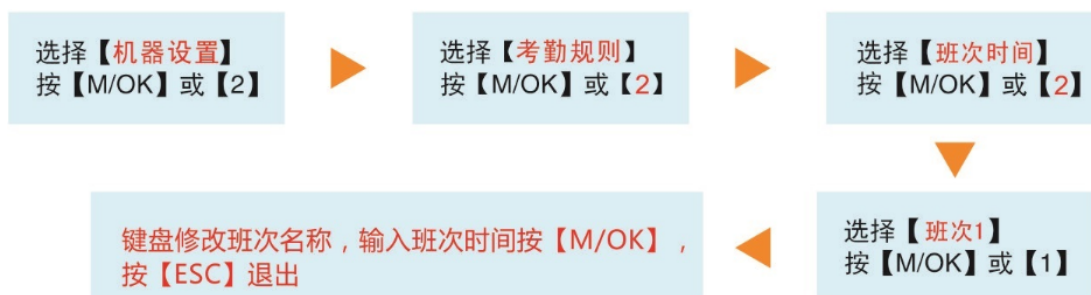 选择【机器设置】
按【M/OK】或【2】
选择【考勤规则】
按【M/OK】或【2】
选择【班次时间】
按【M/OK】或【2】
选择【班次1】
按【M/OK】或【1】
键盘修改班次名称，输入班次时间按【M/OK】，
按【ESC】退出